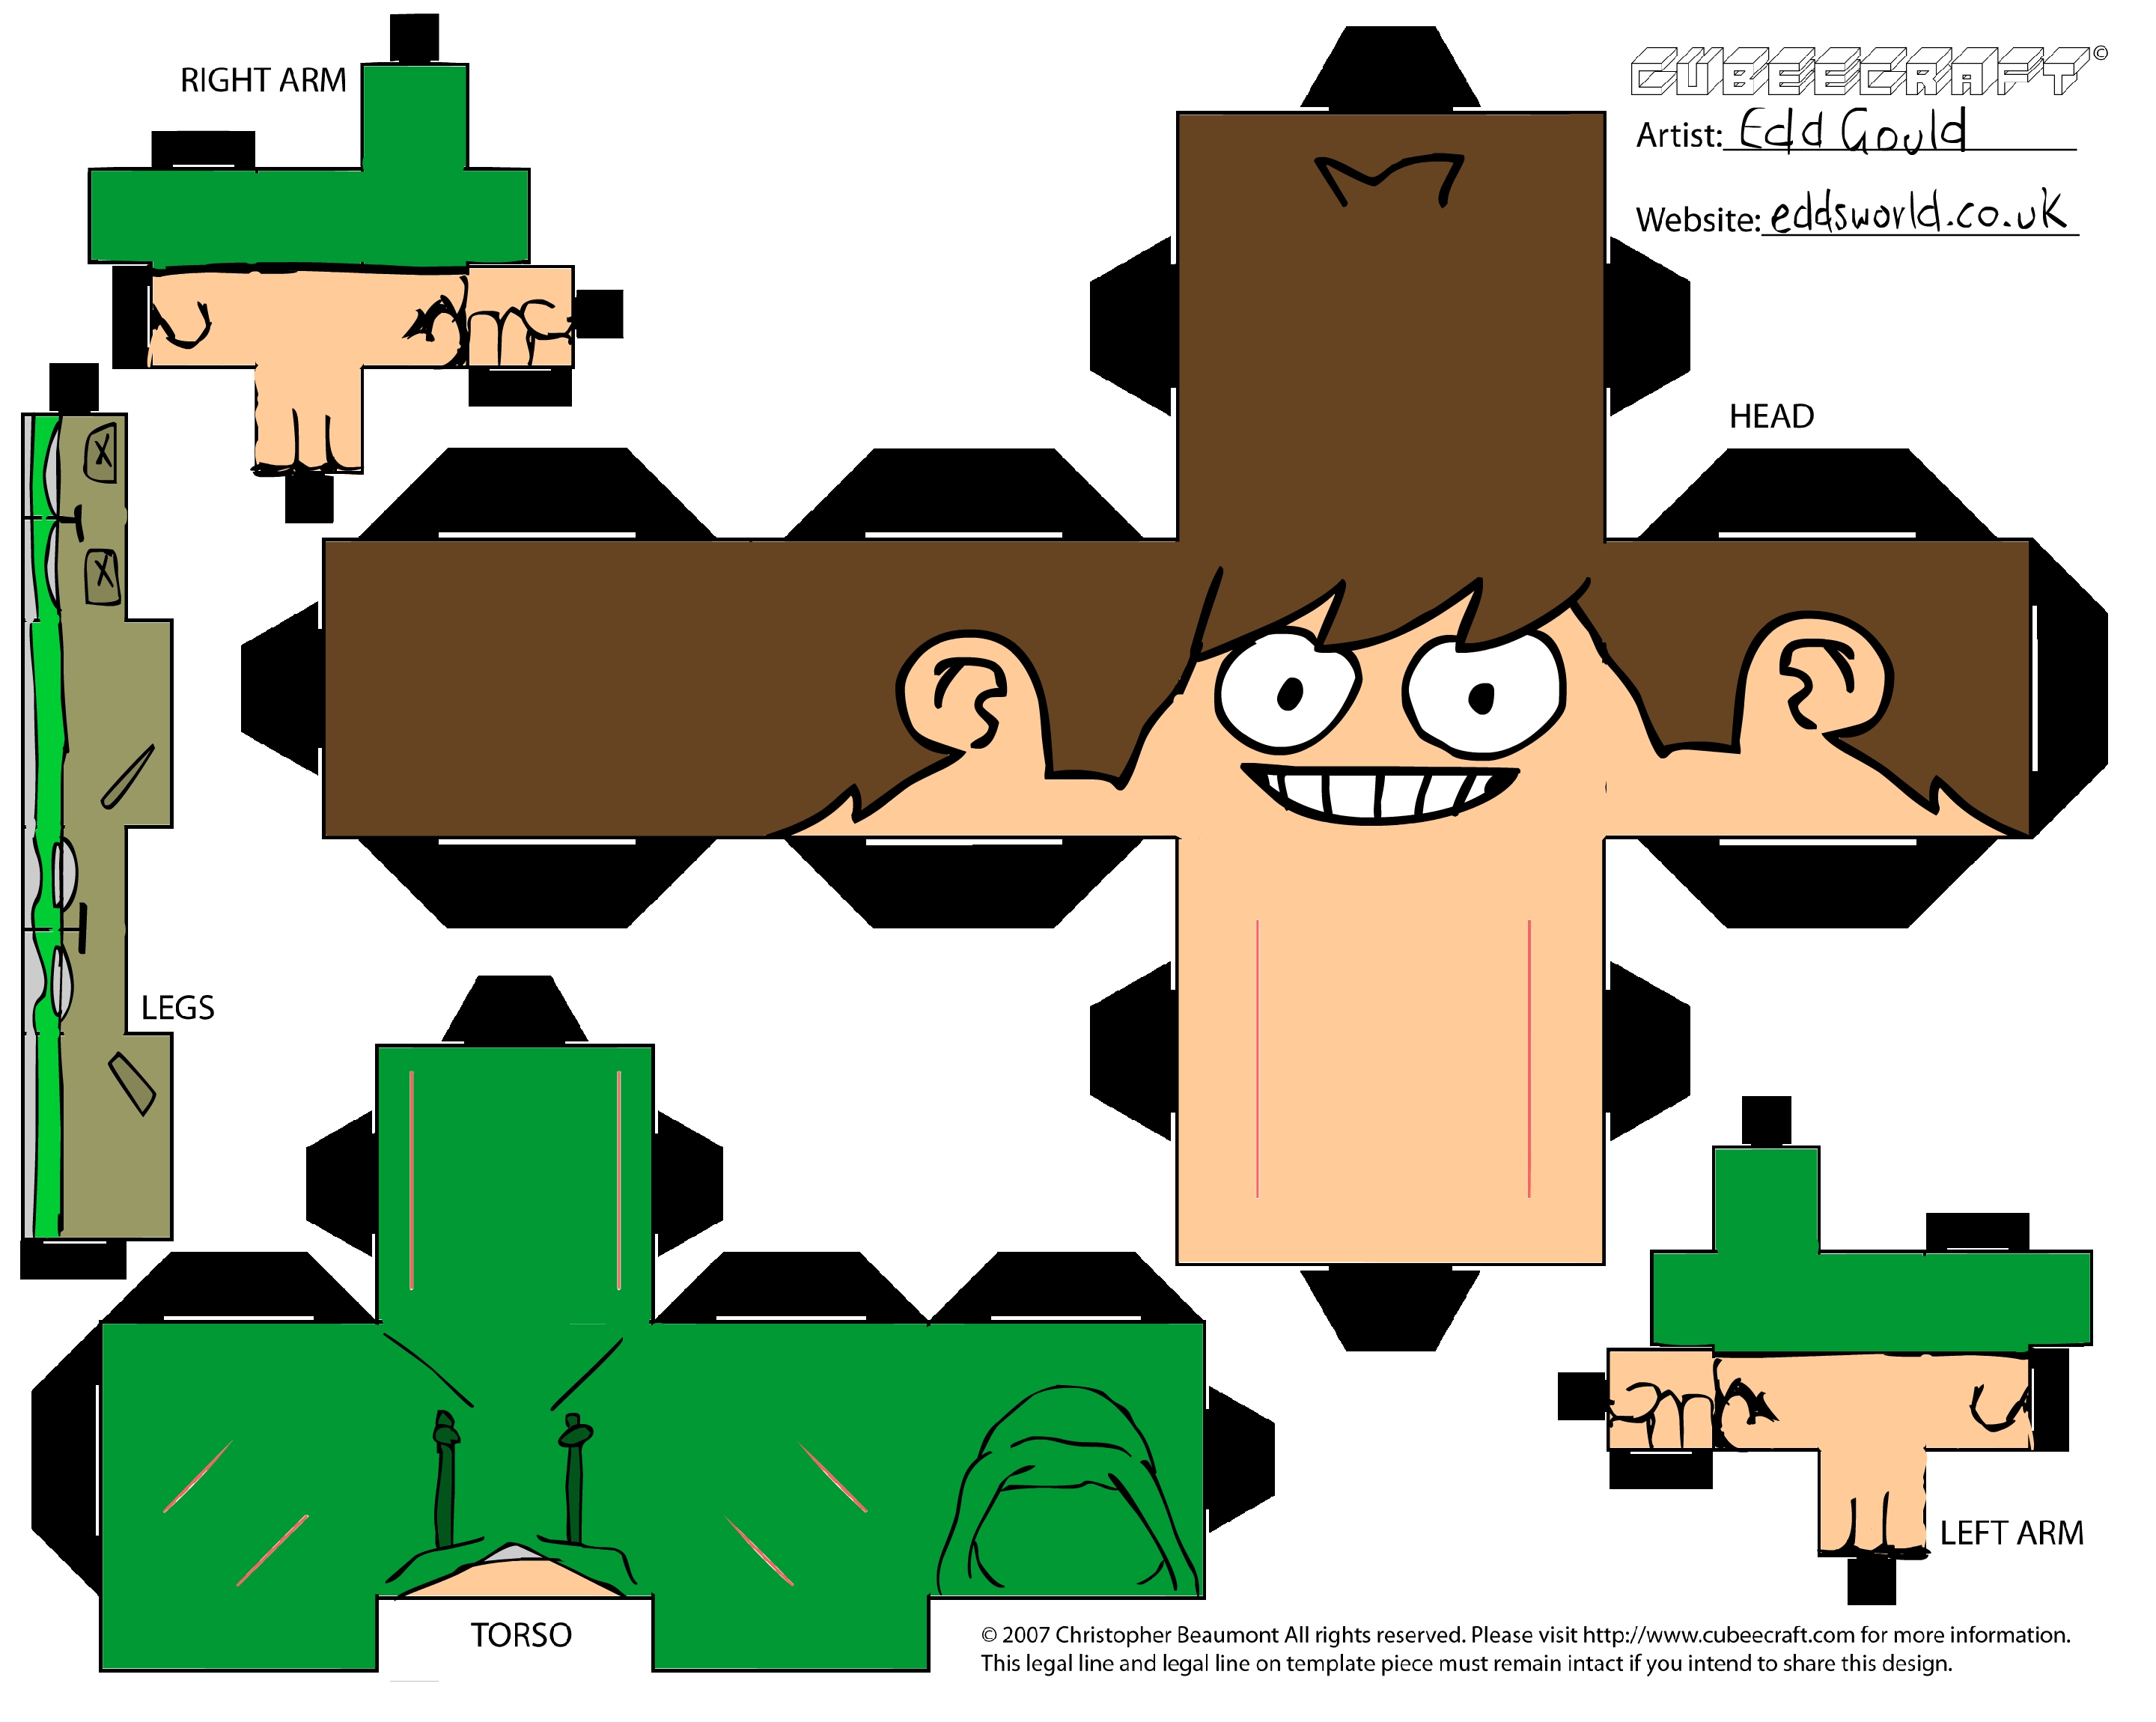 RIGHT ARM
CUBEECRAFT©
Artist: Edd Gould
Website: eddsworld.co.uk
HEAD
LEGS
LEFT ARM
TORSO
© 2007 Christopher Beaumont All rights reserved. Please visit http://www.cubeecraft.com for more information.
This legal line and legal line on template piece must remain intact if you intend to share this design.